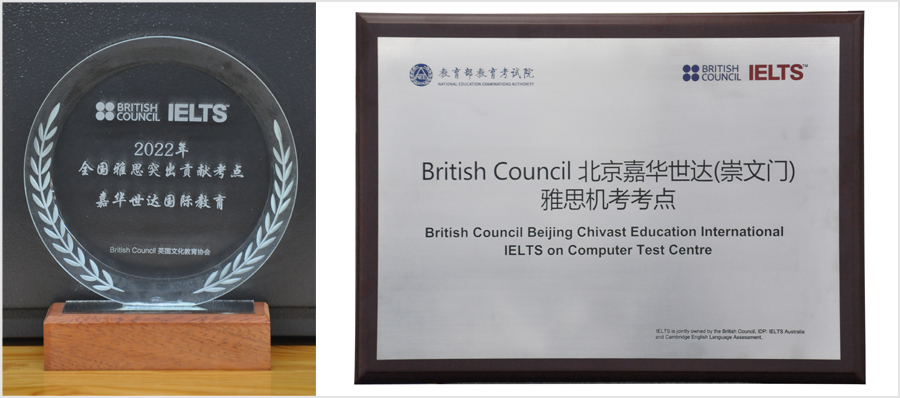 BRITISH COUNCIL IELTS™
2022年
全国雅思突出贡献考点
嘉华世达国际教育
British Council 英国文化教育协会
教育部教育考试院
NATIONAL EDUCATION EXAMINATIONS AUTHORITY
BRITISH COUNCIL IELTS™
British Council 北京嘉华世达(崇文门)
雅思机考考点
British Council Beijing Chivast Education International
IELTS on Computer Test Centre
IELTS is jointly owned by the British Council, IDP: IELTS Australia
and Cambridge English Language Assessment.